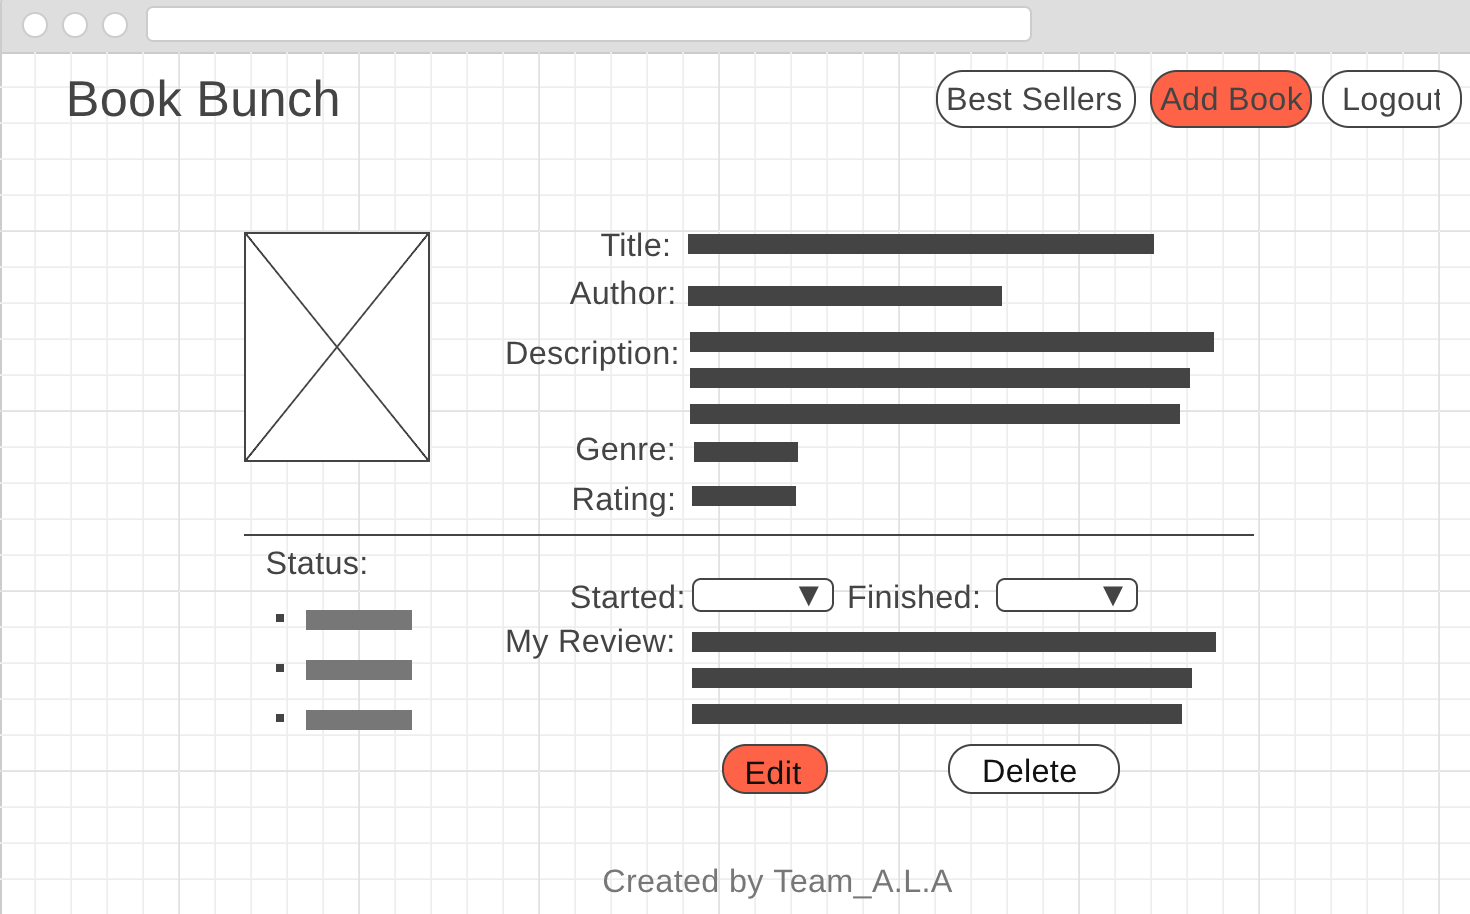 Book Bunch
Best Sellers
Add Book
Logout
Title:
Author:
Description:
Genre:
Rating:
Status:
Started:
Finished:
My Review:
Edit
Delete
Created by Team_A.L.A